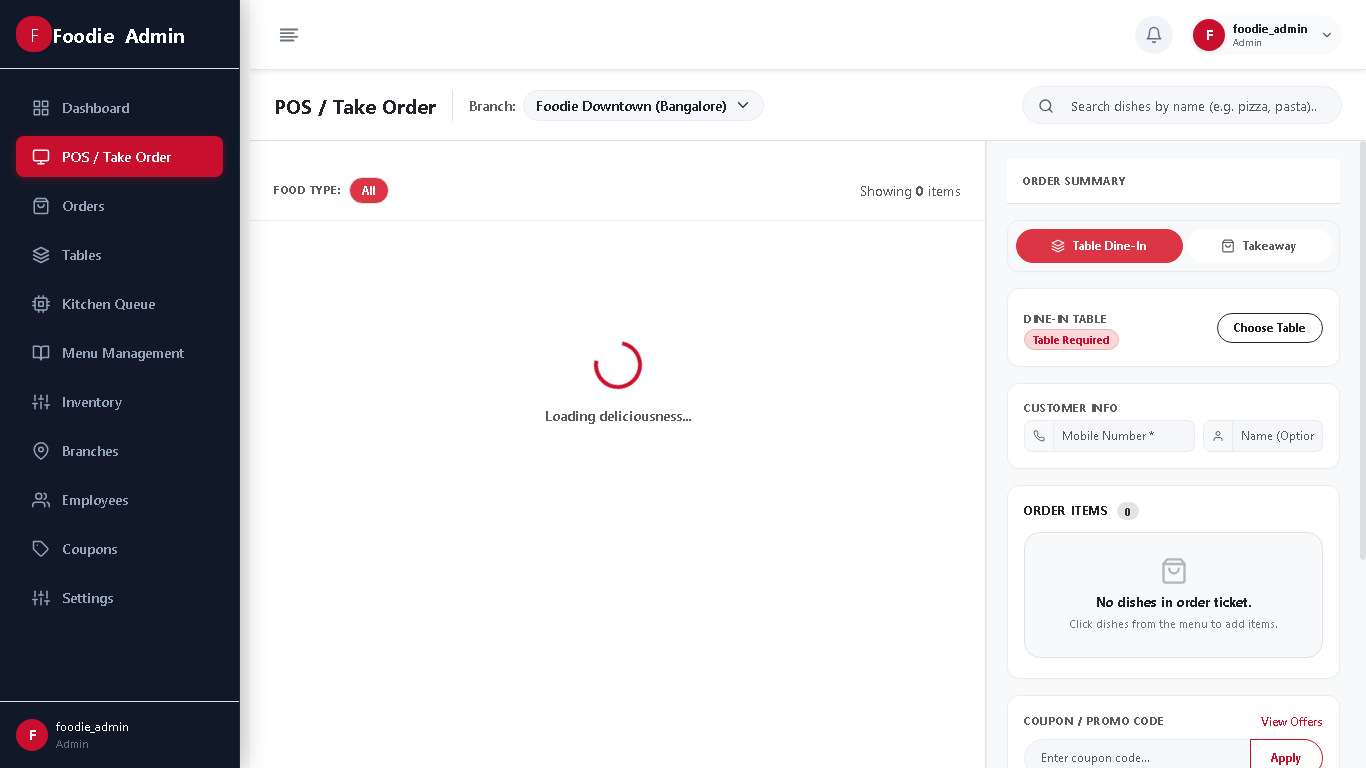 F Foodie Admin
Dashboard
POS / Take Order
Orders
Tables
Kitchen Queue
Menu Management
Inventory
Branches
Employees
Coupons
Settings
F foodie_admin
Admin
F foodie_admin
Admin
POS / Take Order
Branch: Foodie Downtown (Bangalore)
Search dishes by name (e.g. pizza, pasta)..
FOOD TYPE: All
Showing 0 items
Loading deliciousness...
ORDER SUMMARY
Table Dine-In Takeaway
DINE-IN TABLE
Table Required
Choose Table
CUSTOMER INFO
Mobile Number * Name (Option
ORDER ITEMS 0
No dishes in order ticket.
Click dishes from the menu to add items.
COUPON / PROMO CODE View Offers
Enter coupon code... Apply